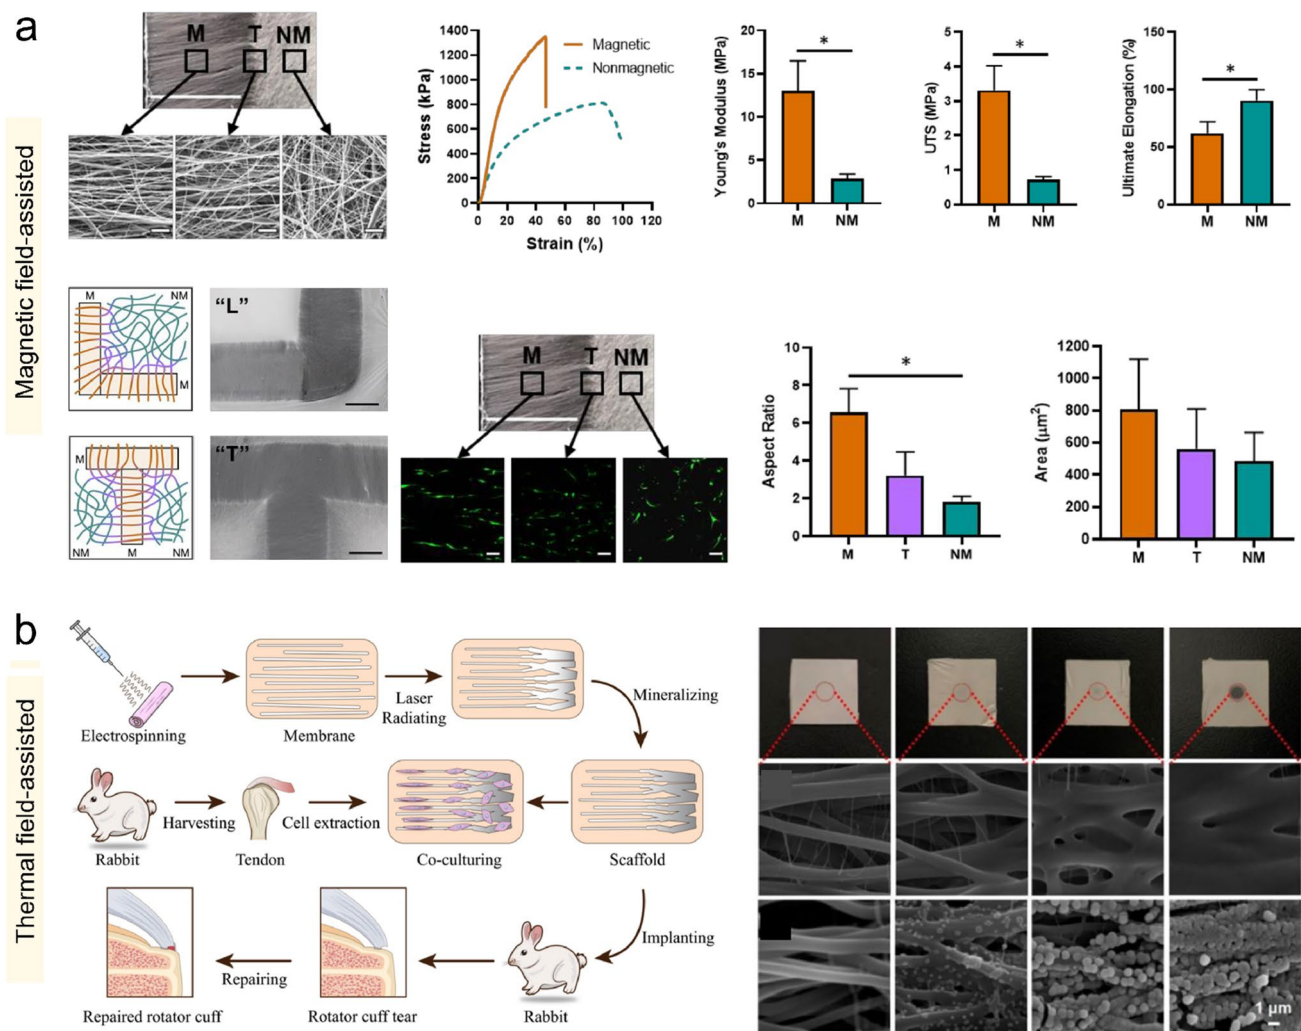 a
Magnetic field-assisted
M T NM
Stress (kPa)
1400
1200
1000
800
600
400
200
0
0 20 40 60 80 100 120
Strain (%)
Magnetic
Nonmagnetic
Young's Modulus (MPa)
20
15
10
5
0
*
M NM
UTS (MPa)
5
4
3
2
1
0
*
M NM
Ultimate Elongation (%)
150
100
50
0
*
M NM
M NM
M
"L"
M
NM M NM
"T"
M T NM
Aspect Ratio
10
8
6
4
2
0
*
M T NM
Area (μm²)
1200
1000
800
600
400
200
0
M T NM
b
Thermal field-assisted
Electrospinning
Membrane
Laser
Radiating
Mineralizing
Rabbit
Harvesting
Tendon
Cell extraction
Co-culturing
Scaffold
Implanting
Repaired rotator cuff
Repairing
Rotator cuff tear
Rabbit
1 μm